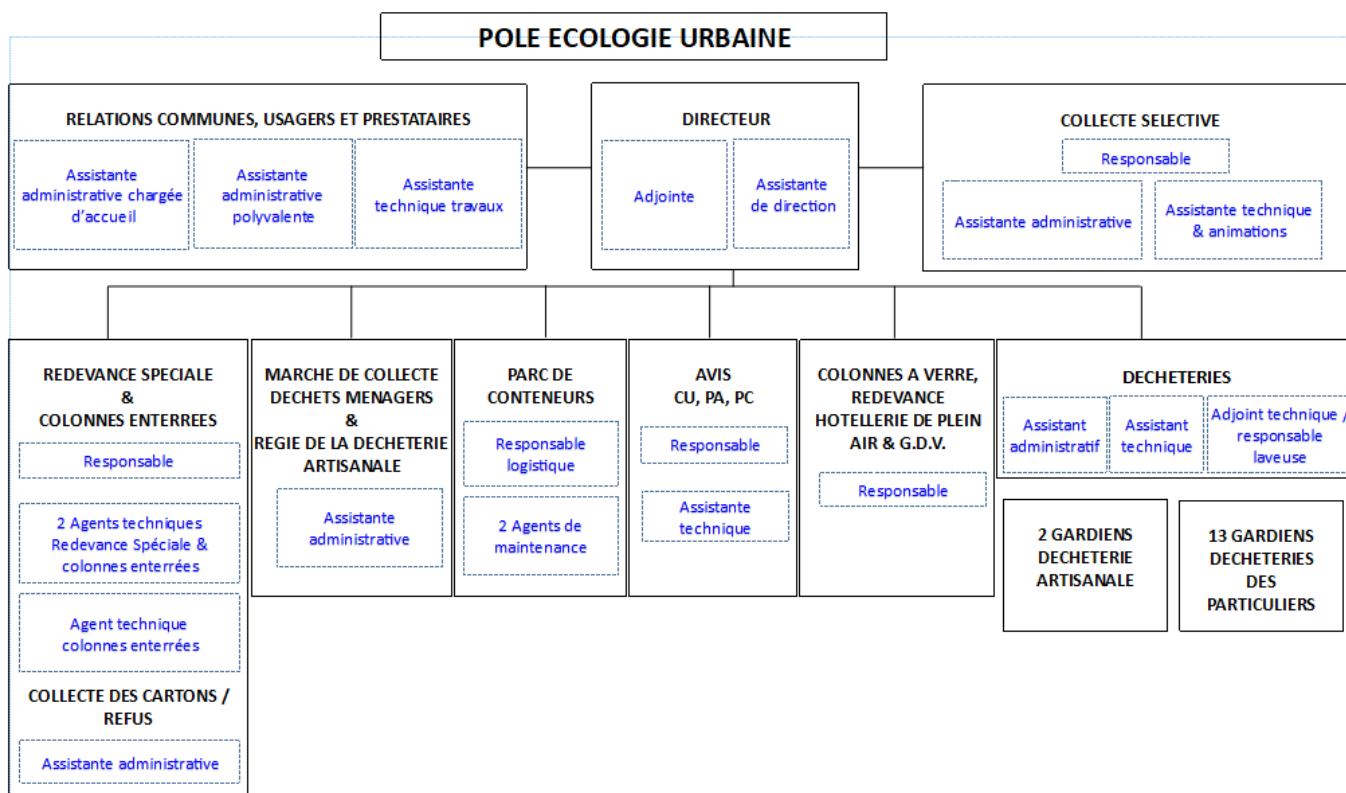 POLE ECOLOGIE URBAINE
RELATIONS COMMUNES, USAGERS ET PRESTATAIRES
Assistante
administrative chargée
d'accueil
Assistante
administrative
polyvalente
Assistante
technique travaux
DIRECTEUR
Adjointe
Assistante
de direction
COLLECTE SELECTIVE
Responsable
Assistante administrative
Assistante technique
& animations
REDEVANCE SPECIALE
&
COLONNES ENTERREES
Responsable
2 Agents techniques
Redevance Spéciale &
colonnes enterrées
Agent technique
colonnes enterrées
COLLECTE DES CARTONS /
REFUS
Assistante administrative
MARCHE DE COLLECTE
DECHETS MENAGERS
&
REGIE DE LA DECHETERIE
ARTISANALE
Assistante
administrative
PARC DE
CONTENEURS
Responsable
logistique
2 Agents de
maintenance
AVIS
CU, PA, PC
Responsable
Assistante
technique
COLONNES A VERRE,
REDEVANCE
HOTELLERIE DE PLEIN
AIR & G.D.V.
Responsable
DECHETERIES
Assistant
administratif
Assistant
technique
Adjoint technique /
responsable
laveuse
2 GARDIENS
DECHETERIE
ARTISANALE
13 GARDIENS
DECHETERIES
DES
PARTICULIERS